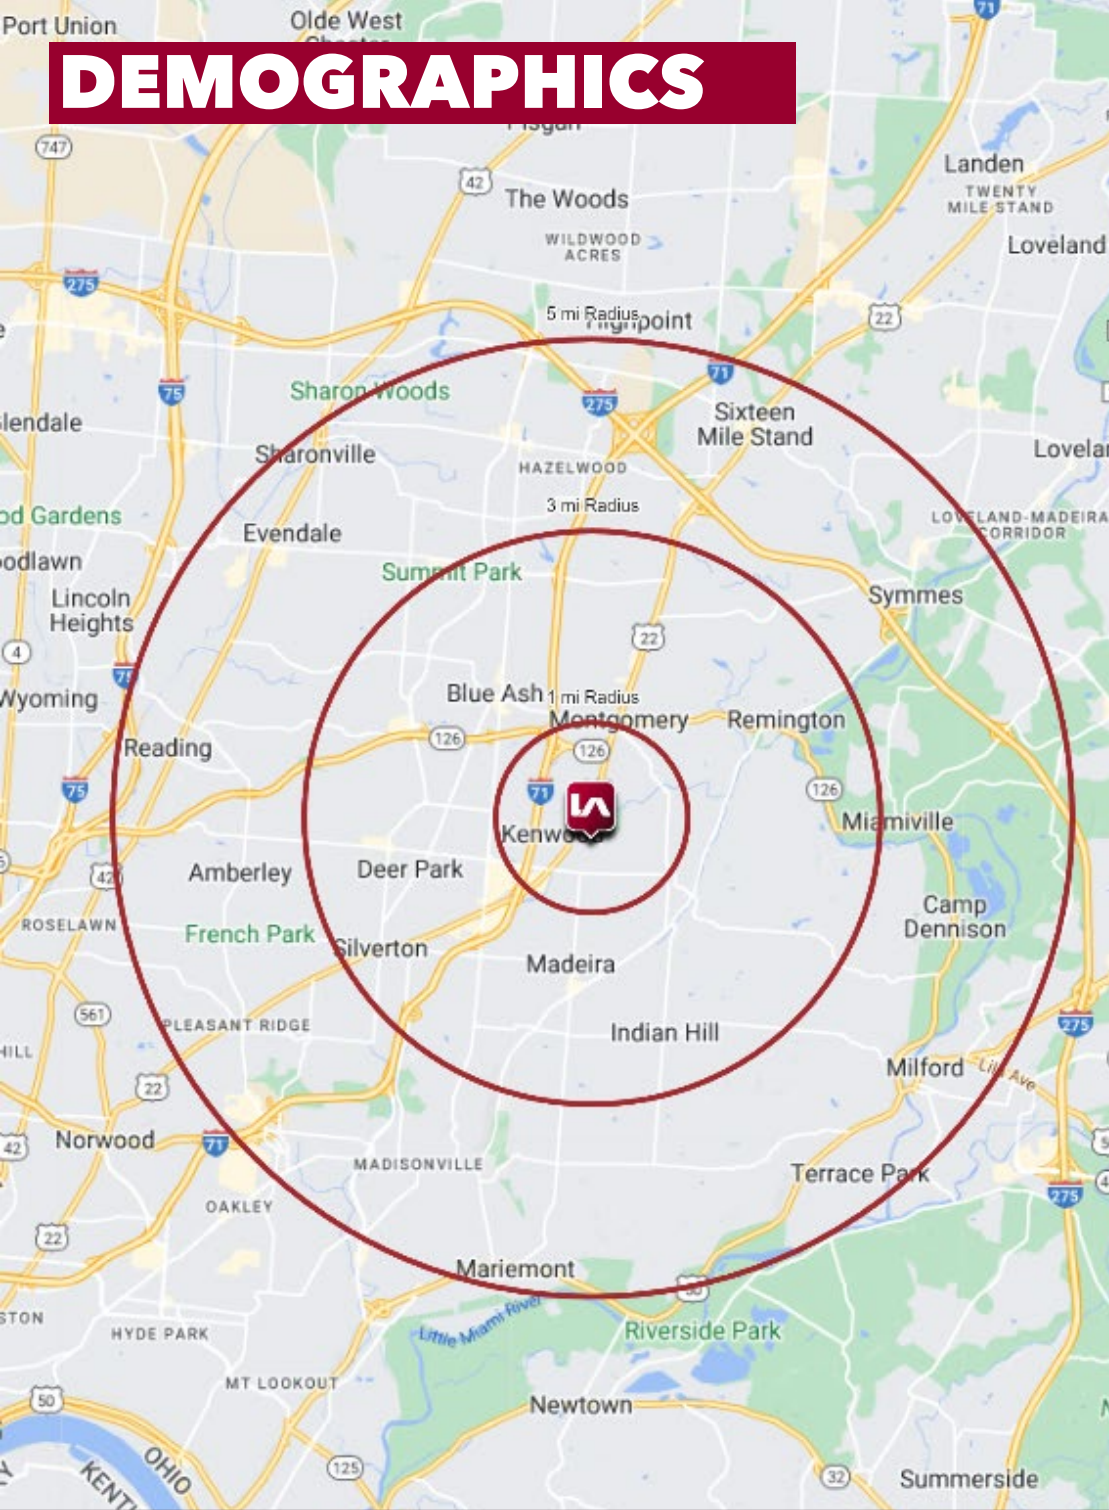 Port Union
Olde West
DEMOGRAPHICS
71
747
42
The Woods
Landen
TWENTY
MILE STAND
WILDWOOD
ACRES
Loveland
275
5 mi Radius
22
71
75
Sharon Woods
275
Sixteen
Mile Stand
Sharonville
HAZELWOOD
3 mi Radius
LOVELAND-MADEIRA
CORRIDOR
Evendale
Summit Park
Lincoln
Heights
Symmes
22
4
75
Wyoming
Blue Ash
1 mi Radius
Montgomery
Remington
Reading
126
126
75
71
126
Kenwood
Miamiville
Amberley
Deer Park
42
Camp
Dennison
ROSELAWN
French Park
Silverton
Madeira
561
PLEASANT RIDGE
Indian Hill
275
Milford
Lila Ave
22
Norwood
71
42
MADISONVILLE
Terrace Park
275
OAKLEY
22
Mariemont
50
Little Miami River
HYDE PARK
Riverside Park
MT LOOKOUT
50
Newtown
OHIO
125
32
Summerside